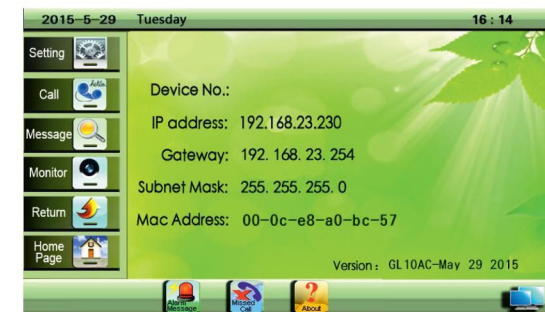 2015-5-29 Tuesday 16 : 14
Setting
Call
Message
Monitor
Return
Home
Page
Device No.:
IP address: 192.168.23.230
Gateway: 192. 168. 23. 254
Subnet Mask: 255. 255. 255. 0
Mac Address: 00-0c-e8-a0-bc-57
Version : GL10AC-May 29 2015
Alarm
Message
Missed
Call
About